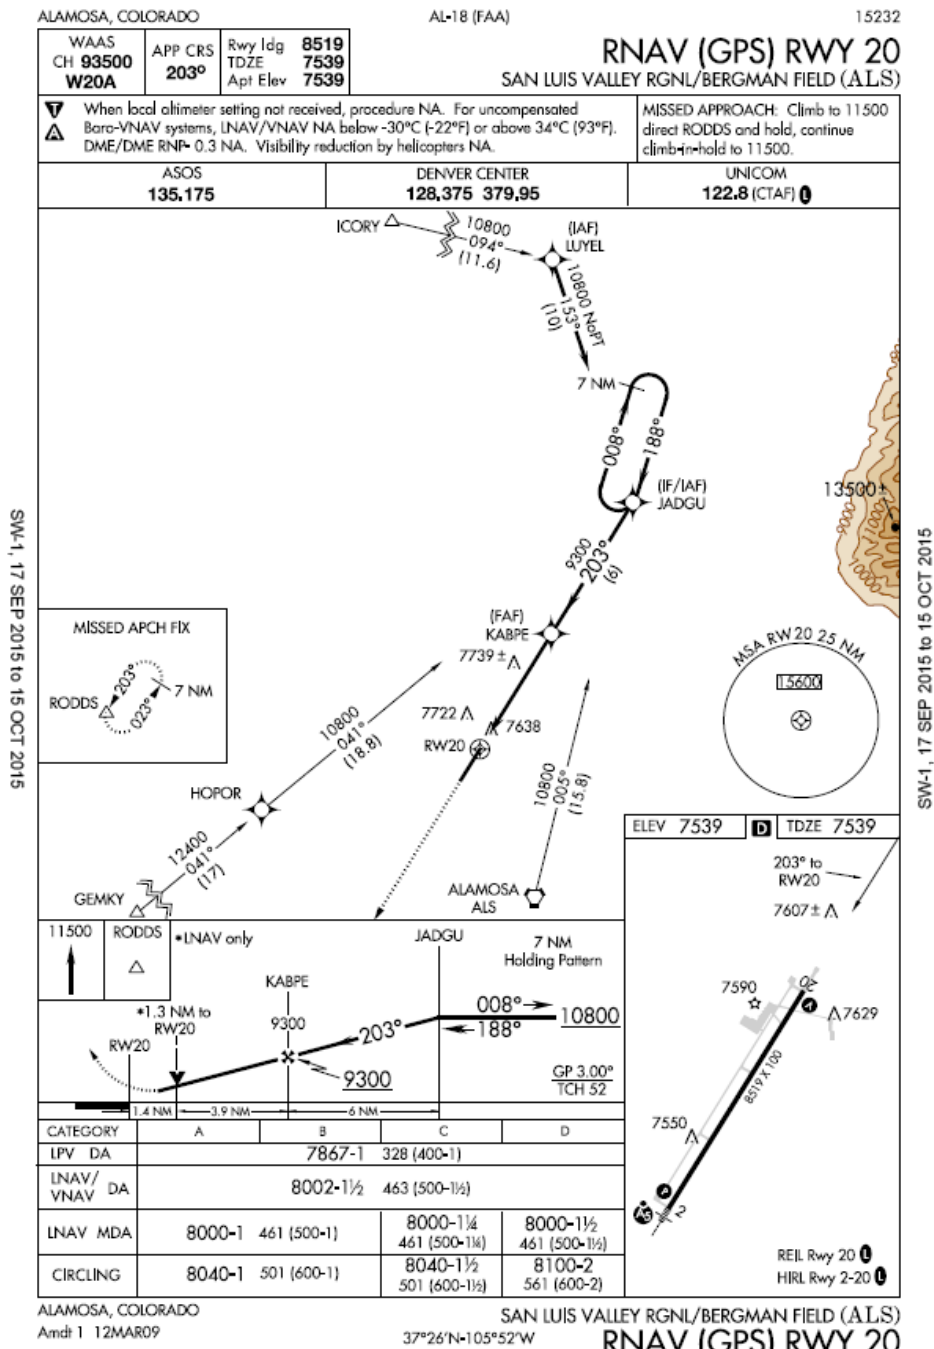 ALAMOSA, COLORADO
AL-18 (FAA)
15232
WAAS
CH 93500
W20A
APP CRS
203°
Rwy ldg 8519
TDZE 7539
Apt Elev 7539
RNAV (GPS) RWY 20
SAN LUIS VALLEY RGNL/BERGMAN FIELD (ALS)
T
A
When local altimeter setting not received, procedure NA. For uncompensated
Baro-VNAV systems, LNAV/VNAV NA below -30°C (-22°F) or above 34°C (93°F).
DME/DME RNP- 0.3 NA. Visibility reduction by helicopters NA.
MISSED APPROACH: Climb to 11500
direct RODDS and hold, continue
climb-in-hold to 11500.
ASOS
135.175
DENVER CENTER
128.375 379.95
UNICOM
122.8 (CTAF) L
ICORY
10800
094°
(11.6)
(IAF)
LUYEL
10800 NoPT
153°
(10)
7 NM
008°
188°
(IF/IAF)
JADGU
13500±
9000
11000
10000
9300
203°
(6)
(FAF)
KABPE
7739±
7722
7638
RW20
MISSED APCH FIX
RODDS
203°
023°
7 NM
10800
041°
(18.8)
HOPOR
12400
041°
(17)
GEMKY
10800
005°
(15.8)
ALAMOSA
ALS
MSA RW20 25 NM
15600
SW-1, 17 SEP 2015 to 15 OCT 2015
SW-1, 17 SEP 2015 to 15 OCT 2015
ELEV 7539
D
TDZE 7539
203° to
RW20
7607±
7590
7629
20
V
8519 X 100
7550
P
A5
2
REIL Rwy 20 L
HIRL Rwy 2-20 L
11500
RODDS
*LNAV only
JADGU
7 NM
Holding Pattern
KABPE
*1.3 NM to
RW20
RW20
9300
203°
008°
188°
10800
9300
GP 3.00°
TCH 52
1.4 NM
3.9 NM
6 NM
CATEGORY A B C D
LPV DA 7867-1 328 (400-1)
LNAV/
VNAV DA 8002-1½ 463 (500-1½)
LNAV MDA 8000-1 461 (500-1) 8000-1¼ 461 (500-1¼) 8000-1½ 461 (500-1½)
CIRCLING 8040-1 501 (600-1) 8040-1½ 501 (600-1½) 8100-2 561 (600-2)
ALAMOSA, COLORADO
Amdt 1 12MAR09
37°26'N-105°52'W
SAN LUIS VALLEY RGNL/BERGMAN FIELD (ALS)
RNAV (GPS) RWY 20